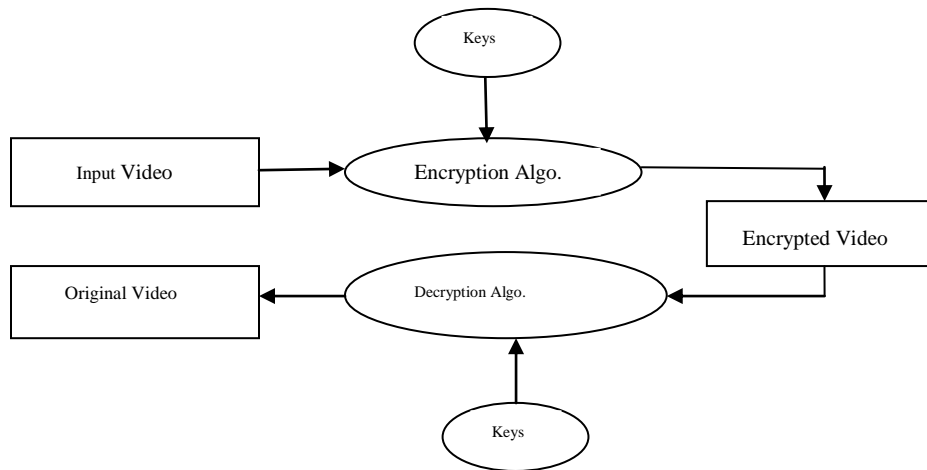 Keys
Input Video
Encryption Algo.
Encrypted Video
Original Video
Decryption Algo.
Keys